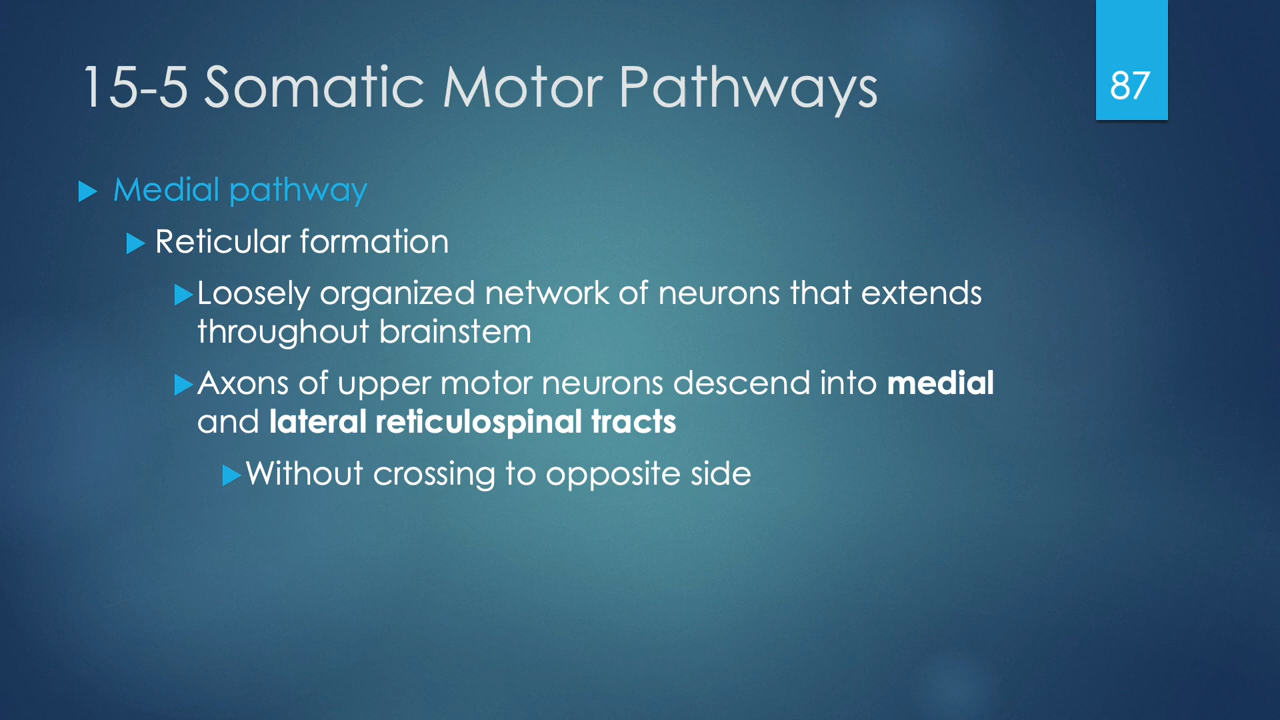 15-5 Somatic Motor Pathways
87
Medial pathway
Reticular formation
Loosely organized network of neurons that extends
throughout brainstem
Axons of upper motor neurons descend into medial
and lateral reticulospinal tracts
Without crossing to opposite side